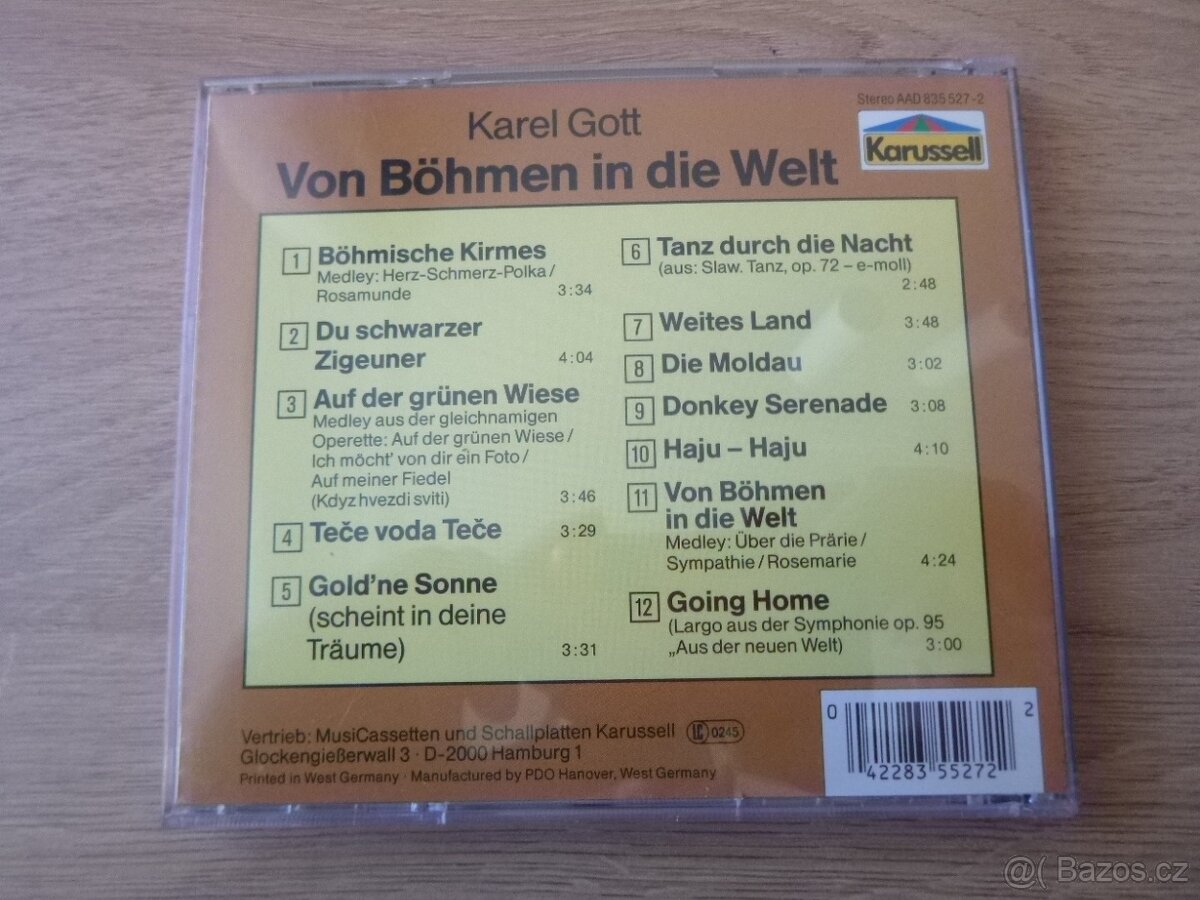 Stereo AAD 835 527-2
Karussell
Karel Gott
Von Böhmen in die Welt
1 Böhmische Kirmes
Medley: Herz-Schmerz-Polka /
Rosamunde 3:34
2 Du schwarzer
Zigeuner 4:04
3 Auf der grünen Wiese
Medley aus der gleichnamigen
Operette: Auf der grünen Wiese /
Ich möcht' von dir ein Foto /
Auf meiner Fiedel
(Kdyz hvezdi sviti) 3:46
4 Teče voda Teče 3:29
5 Gold'ne Sonne
(scheint in deine
Träume) 3:31
6 Tanz durch die Nacht
(aus: Slaw. Tanz, op. 72 – e-moll)
2:48
7 Weites Land 3:48
8 Die Moldau 3:02
9 Donkey Serenade 3:08
10 Haju – Haju 4:10
11 Von Böhmen
in die Welt
Medley: Über die Prärie /
Sympathie / Rosemarie 4:24
12 Going Home
(Largo aus der Symphonie op. 95
„Aus der neuen Welt) 3:00
Vertrieb: MusiCassetten und Schallplatten Karussell LC 0245
Glockengießerwall 3 · D-2000 Hamburg 1
Printed in West Germany · Manufactured by PDO Hanover, West Germany
0 42283 55272 2
@( Bazos.cz